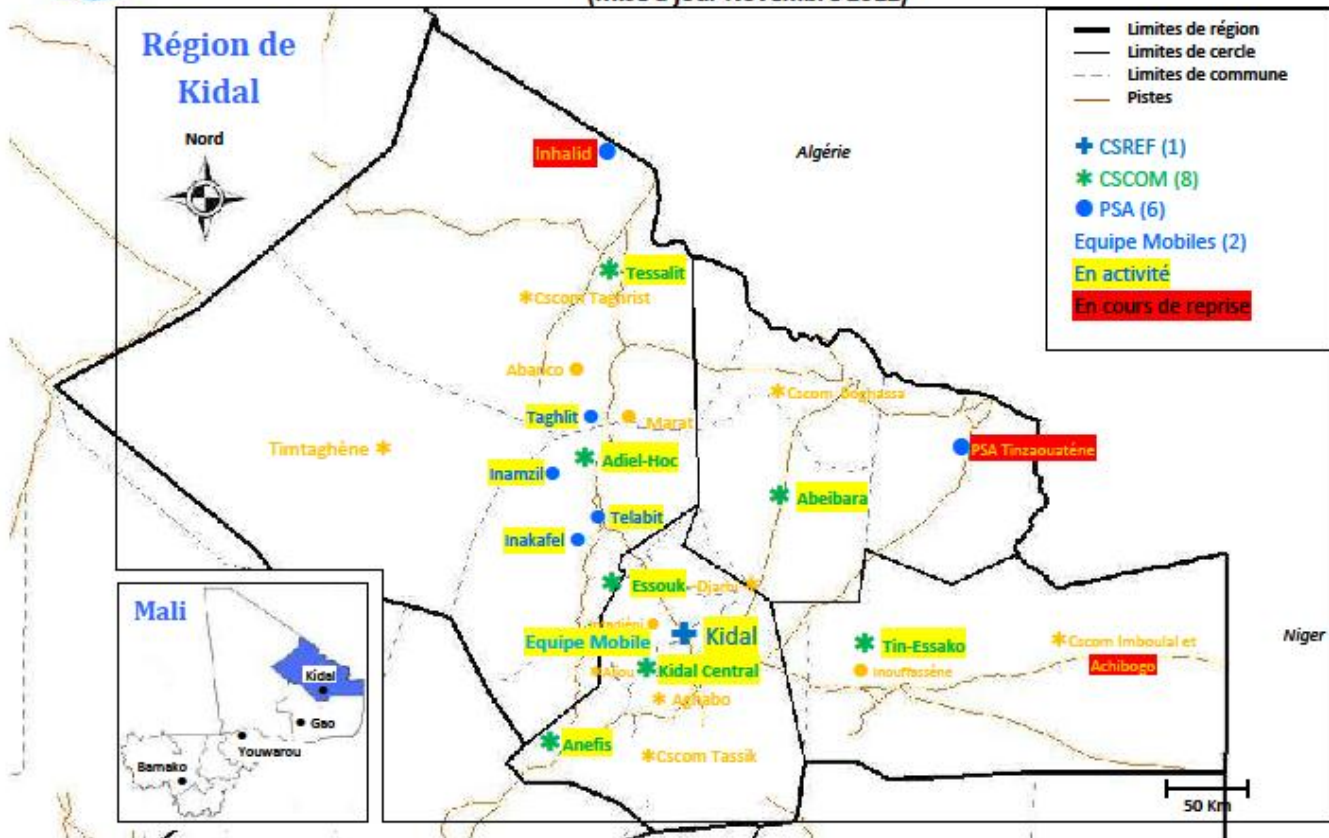 Région de
Kidal
Nord
Limites de région
Limites de cercle
Limites de commune
Pistes
CSREF (1)
CSCOM (8)
PSA (6)
Equipe Mobiles (2)
En activité
En cours de reprise
Algérie
Inhalid
Tessalit
Cscom Taghrist
Abanco
Cscom Boghassa
Taghlit
Marat
Timtaghène
Adiel-Hoc
PSA Tinzaouatène
Inamzil
Abeibara
Telabit
Inakafel
Essouk
Equipe Mobile
Kidal
Niger
Tin-Essako
Cscom Imboulal et
Achibogo
Inouffassène
Kidal Central
Aghabo
Anefis
Cscom Tassik
50 Km
Mali
Kidal
Gao
Youwarou
Bamako